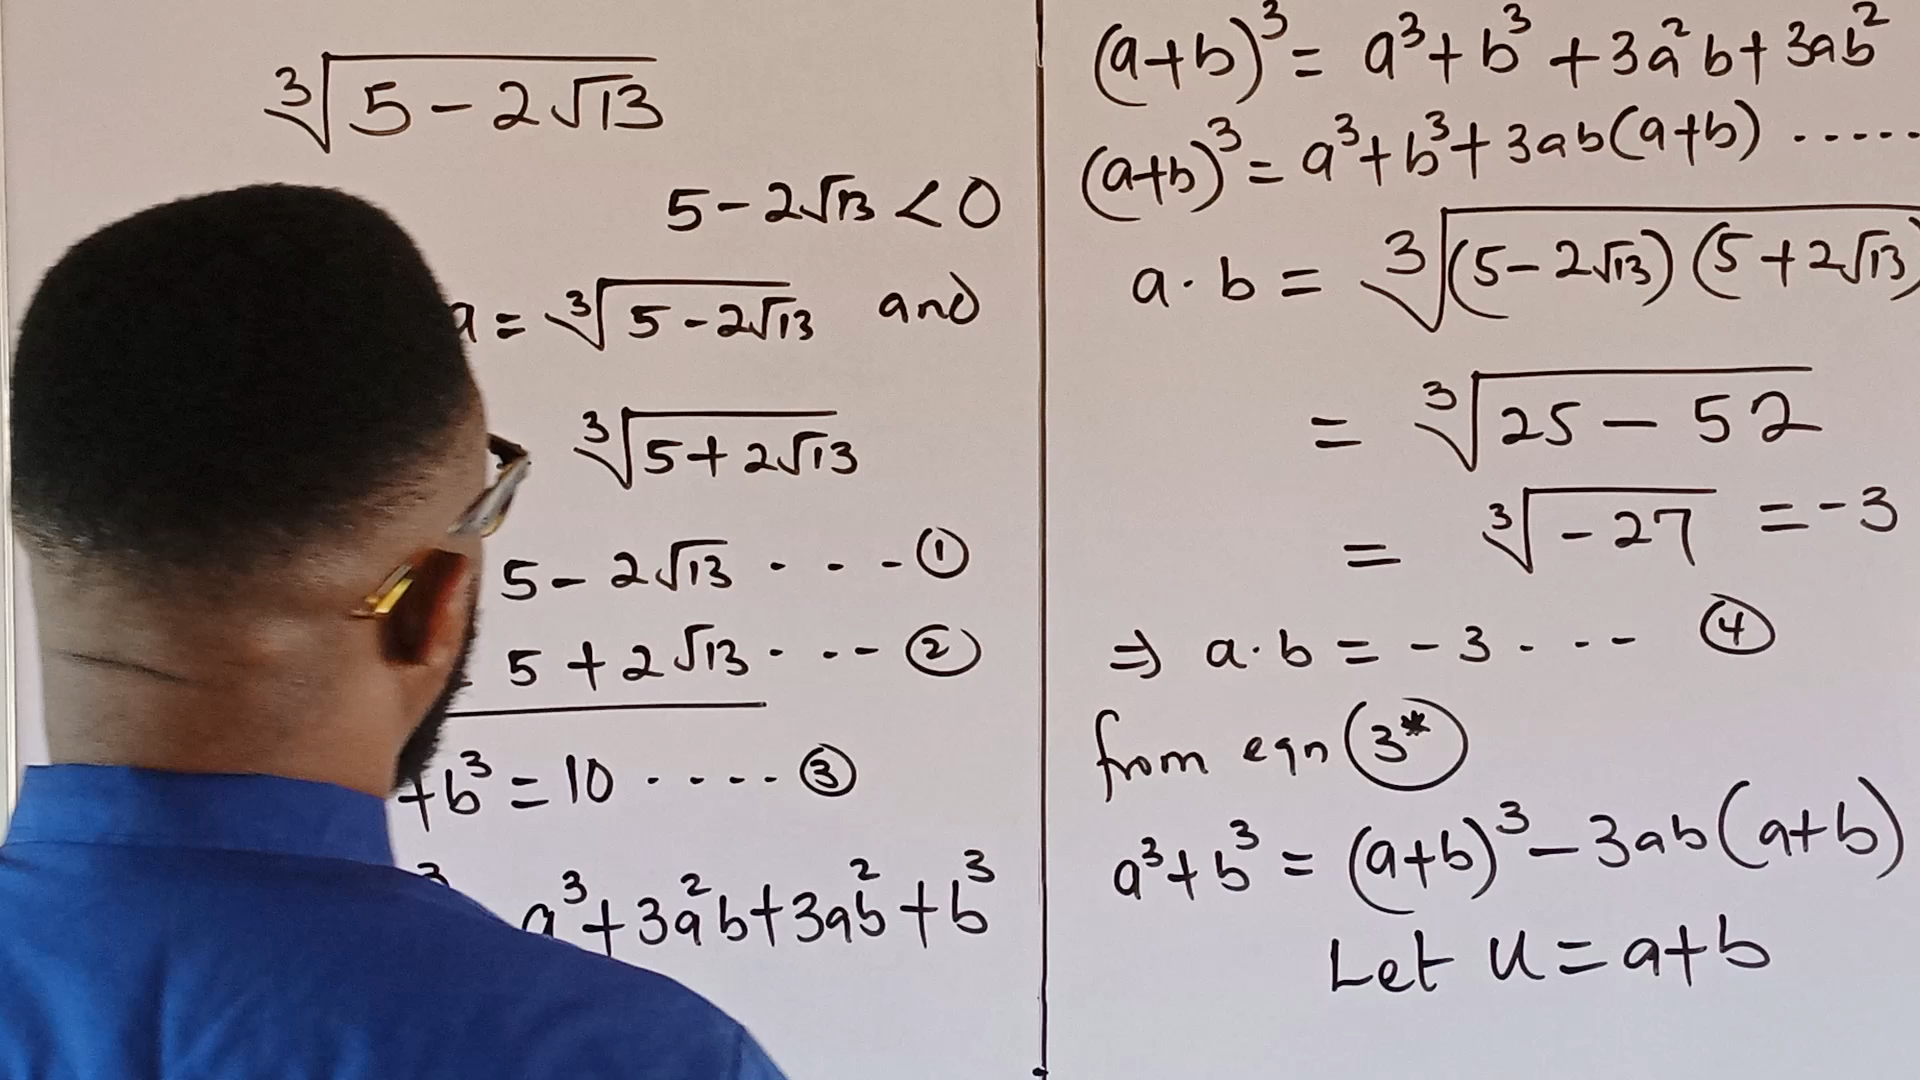 ∛(5 - 2√13)
5 - 2√13 < 0
a = ∛(5 - 2√13) and
∛(5 + 2√13)
5 - 2√13 . . . - ①
5 + 2√13 . . - - ②
+b³ = 10 . . . . - ③
a³ + 3a²b + 3ab² + b³
(a+b)³ = a³ + b³ + 3a²b + 3ab²
(a+b)³ = a³ + b³ + 3ab(a+b) .....
a·b = ∛((5 - 2√13)(5 + 2√13))
= ∛(25 - 52)
= ∛(-27) = -3
⇒ a·b = -3 . . . - ④
from eqn (3*)
a³ + b³ = (a+b)³ - 3ab(a+b)
Let u = a+b